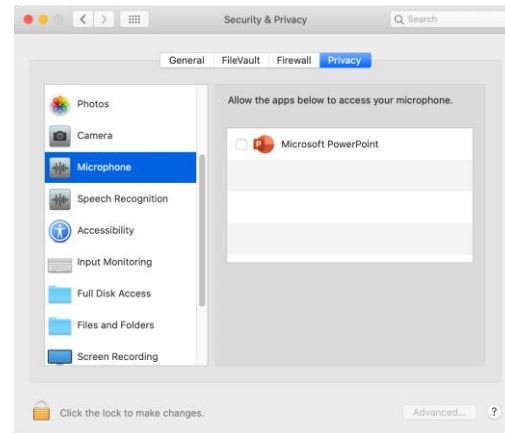 Security & Privacy
Search
General FileVault Firewall Privacy
Photos
Camera
Microphone
Speech Recognition
Accessibility
Input Monitoring
Full Disk Access
Files and Folders
Screen Recording
Allow the apps below to access your microphone.
Microsoft PowerPoint
Click the lock to make changes.
Advanced... ?